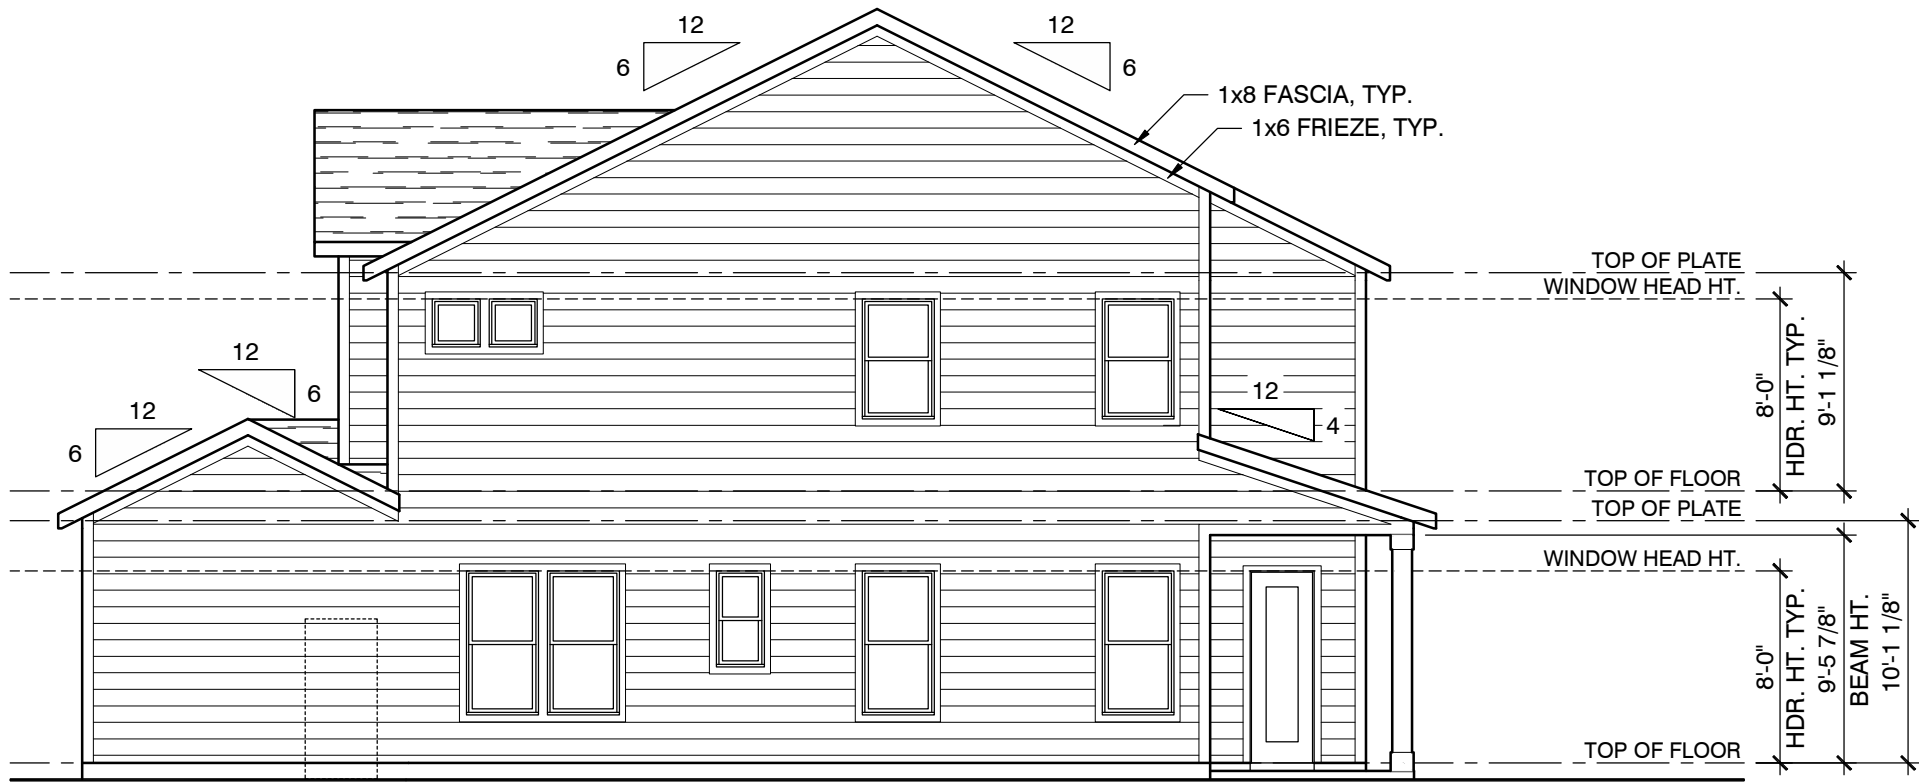 12
6
12
6
1x8 FASCIA, TYP.
1x6 FRIEZE, TYP.
TOP OF PLATE
WINDOW HEAD HT.
8'-0"
HDR. HT. TYP.
9'-1 1/8"
12
6
12
6
12
4
TOP OF FLOOR
TOP OF PLATE
WINDOW HEAD HT.
8'-0"
HDR. HT. TYP.
9'-5 7/8"
BEAM HT.
10'-1 1/8"
TOP OF FLOOR